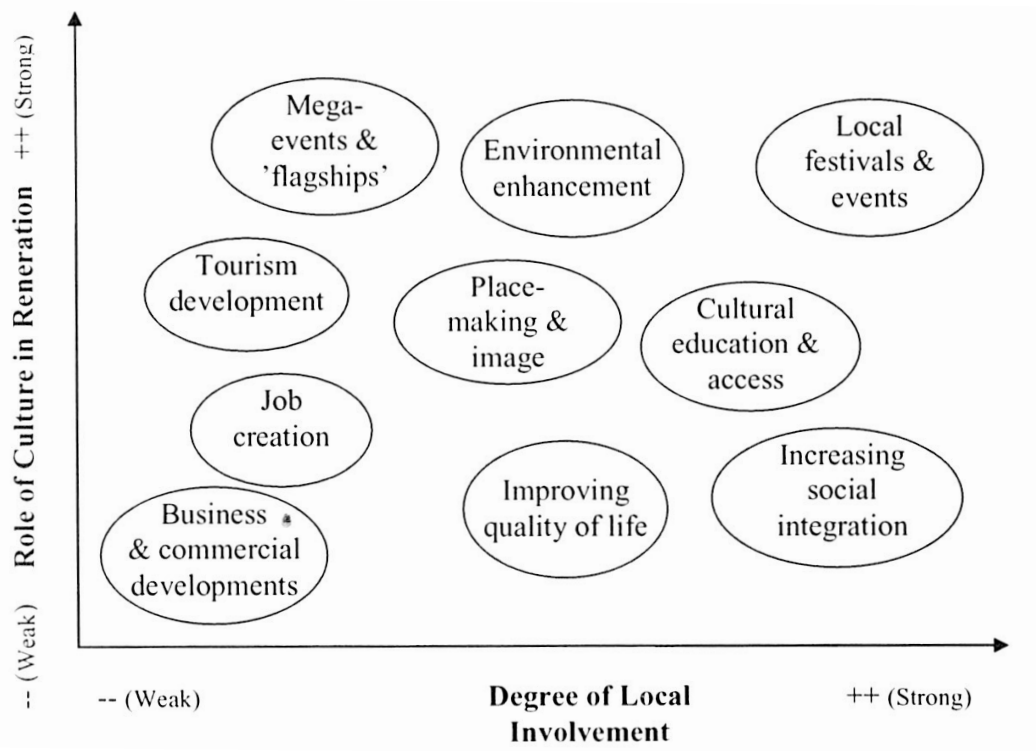 ++ (Strong)
Role of Culture in Reneration
-- (Weak)
Mega-
events &
'flagships'
Environmental
enhancement
Local
festivals &
events
Tourism
development
Place-
making &
image
Cultural
education &
access
Job
creation
Business
& commercial
developments
Improving
quality of life
Increasing
social
integration
-- (Weak)
Degree of Local
Involvement
++ (Strong)